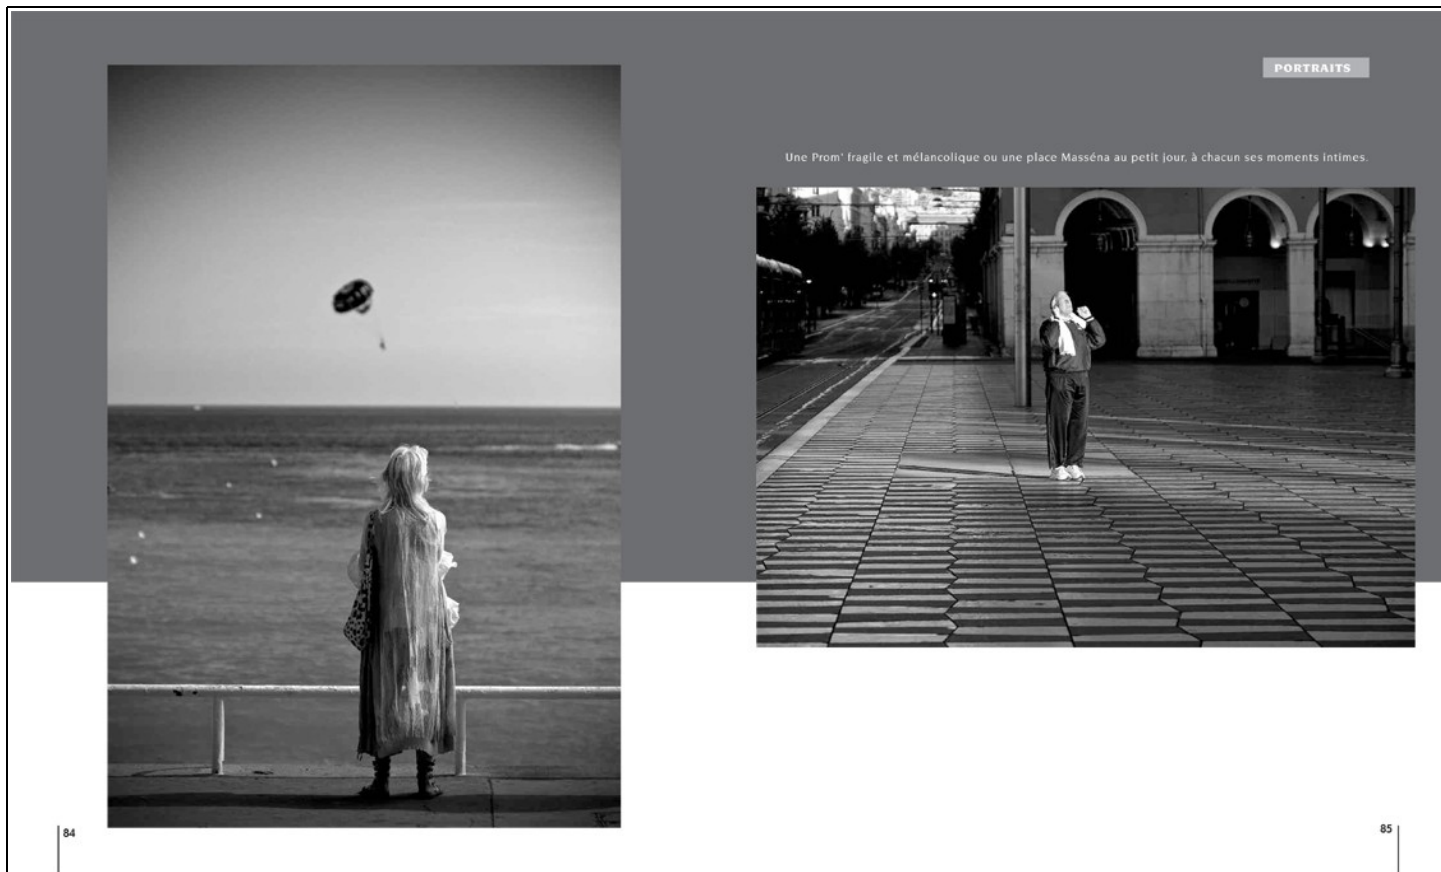 PORTRAITS
Une Prom' fragile et mélancolique ou une place Masséna au petit jour, à chacun ses moments intimes.
84
85